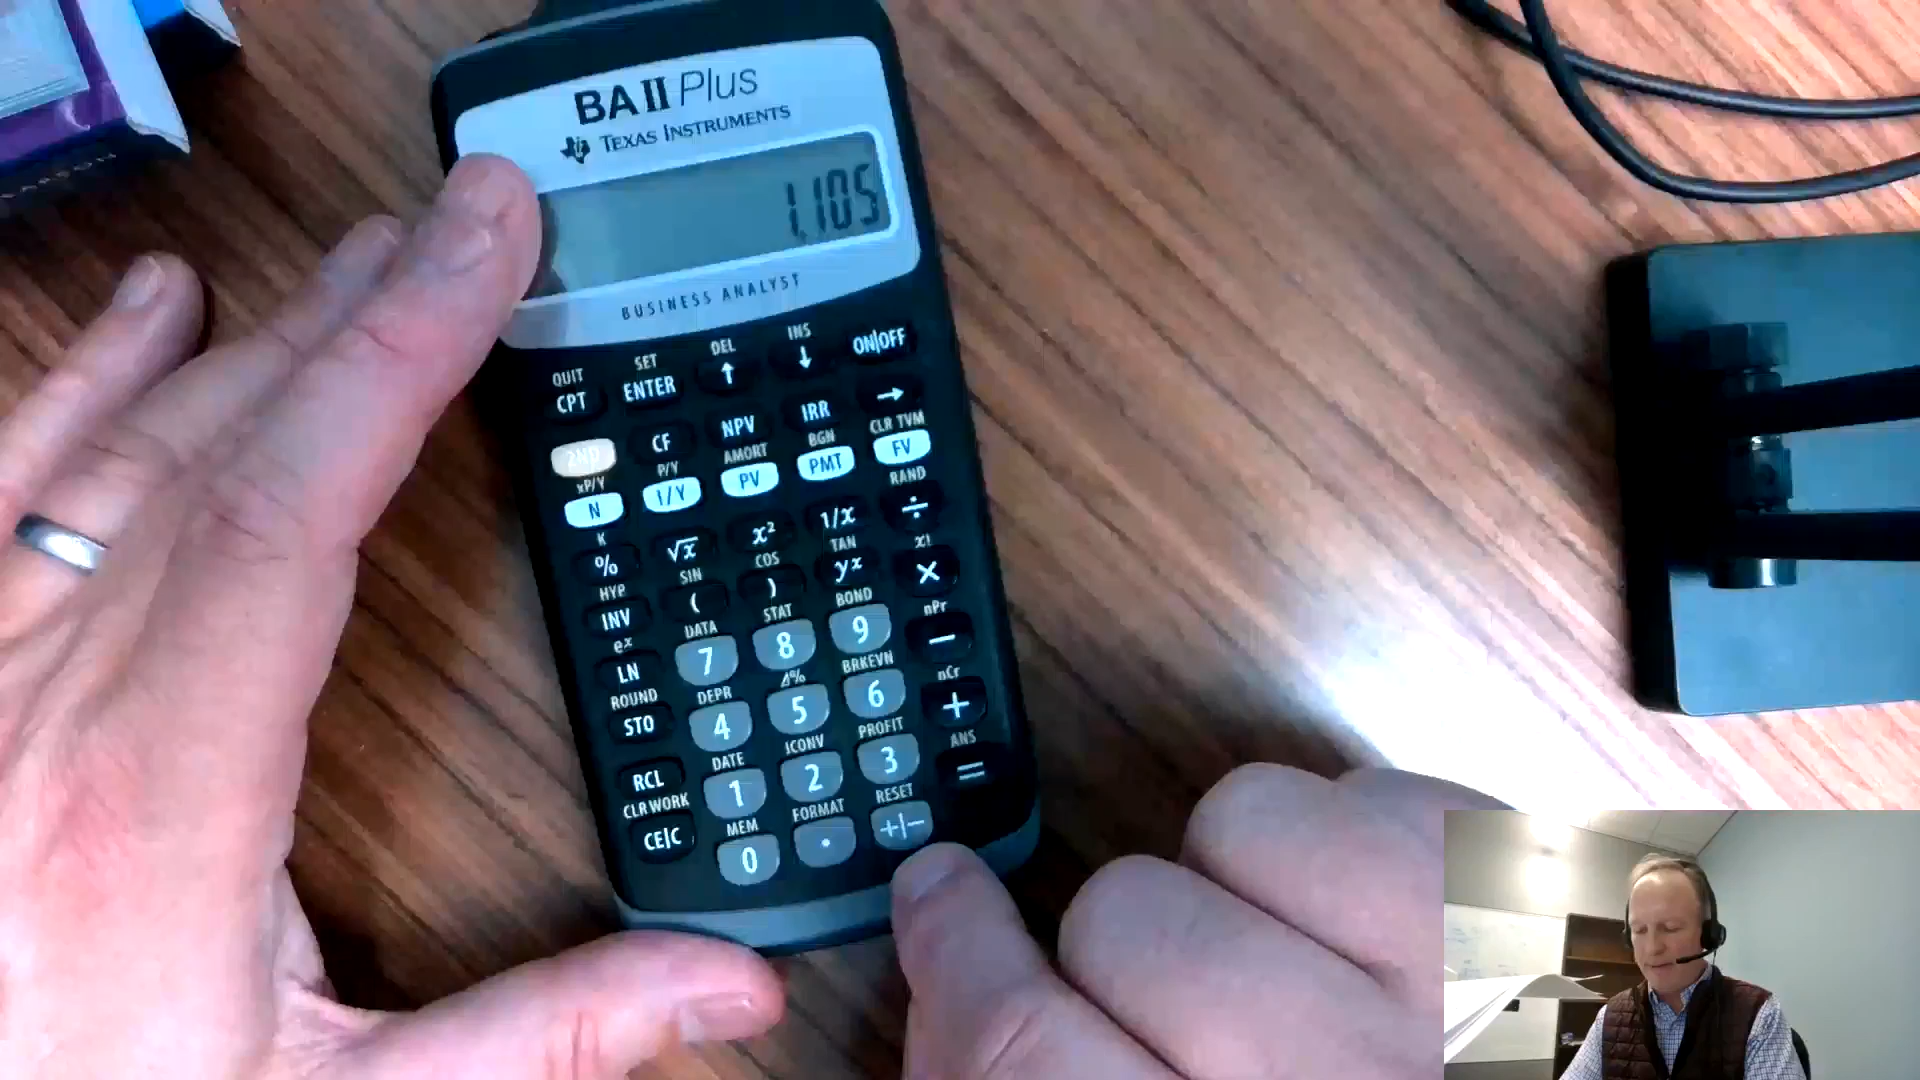 BA II Plus
TEXAS INSTRUMENTS
1,105
BUSINESS ANALYST
QUIT SET DEL INS
CPT ENTER ↑ ↓ ON|OFF
2ND CF NPV IRR →
xP/Y P/Y AMORT BGN CLR TVM
N I/Y PV PMT FV
K RAND
% √x x² 1/x ÷
HYP SIN COS TAN x!
INV ( ) yˣ ×
eˣ DATA STAT BOND nPr
LN 7 8 9 −
ROUND DEPR Δ% BRKEVN nCr
STO 4 5 6 +
DATE ICONV PROFIT ANS
RCL 1 2 3 =
CLR WORK MEM FORMAT RESET
CE|C 0 . +|−